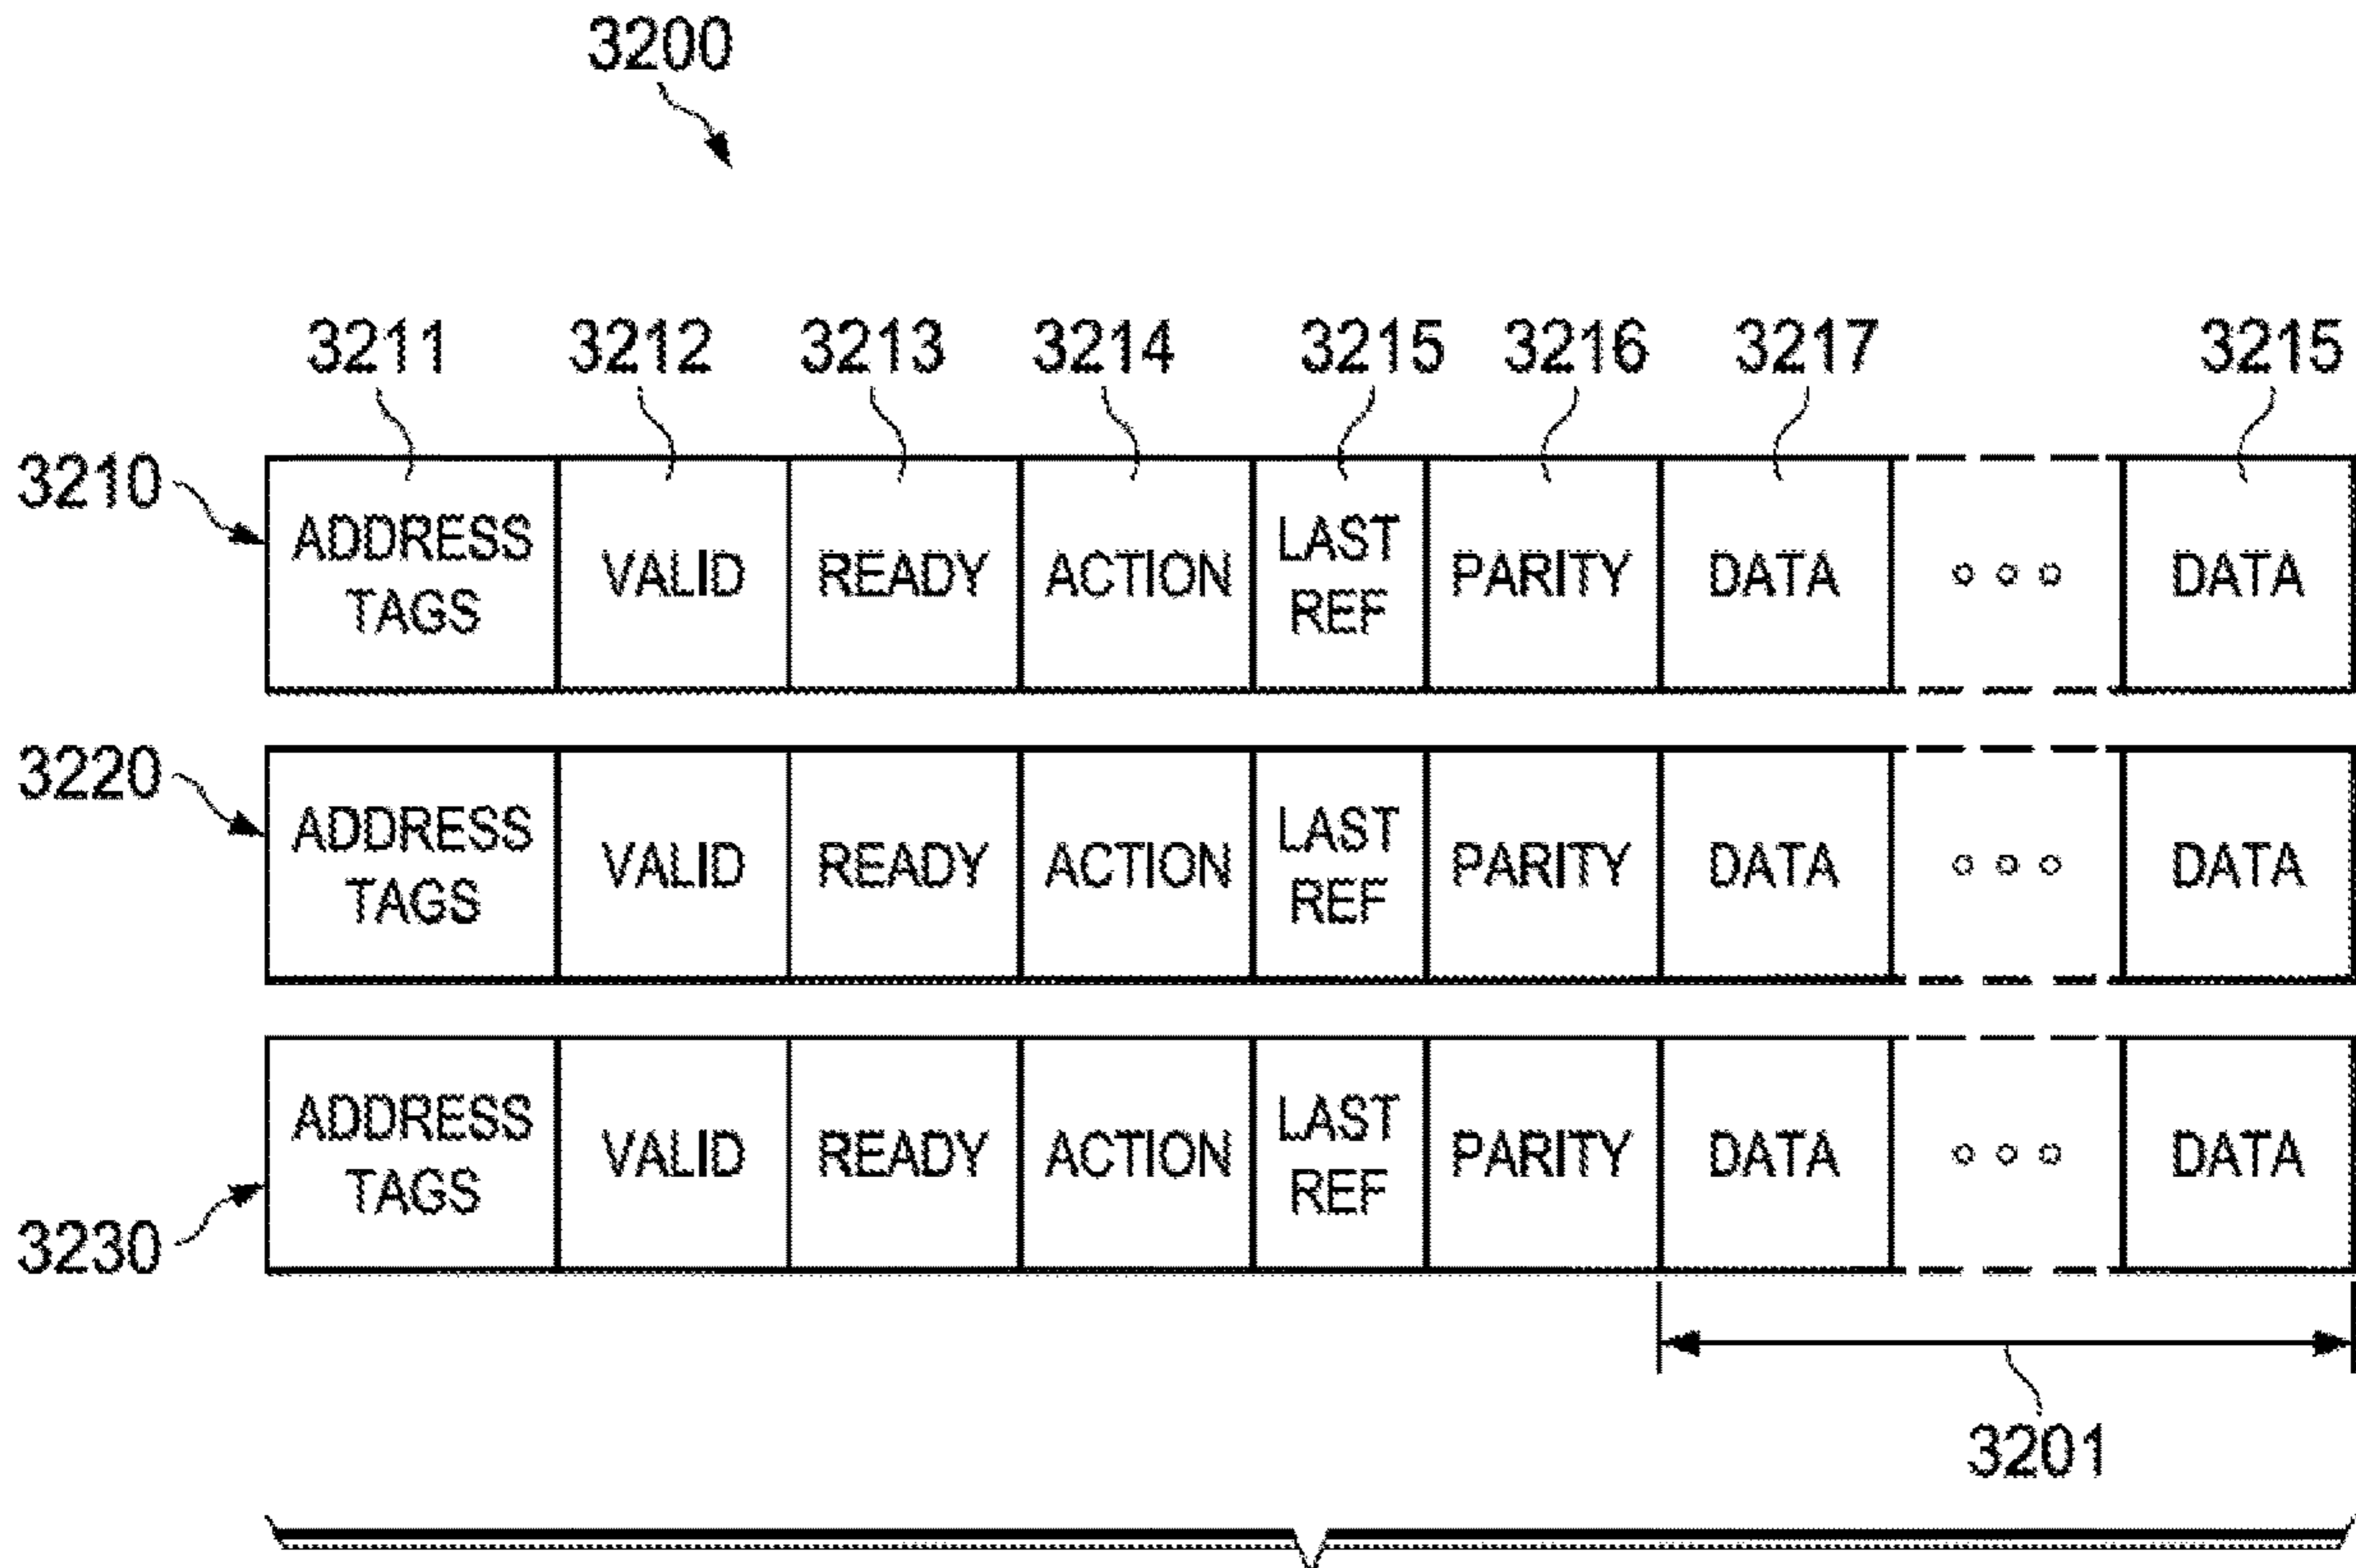 3200
3211 3212 3213 3214 3215 3216 3217 3215
3210
ADDRESS TAGS VALID READY ACTION LAST REF PARITY DATA ○ ○ ○ DATA
3220
ADDRESS TAGS VALID READY ACTION LAST REF PARITY DATA ○ ○ ○ DATA
3230
ADDRESS TAGS VALID READY ACTION LAST REF PARITY DATA ○ ○ ○ DATA
3201